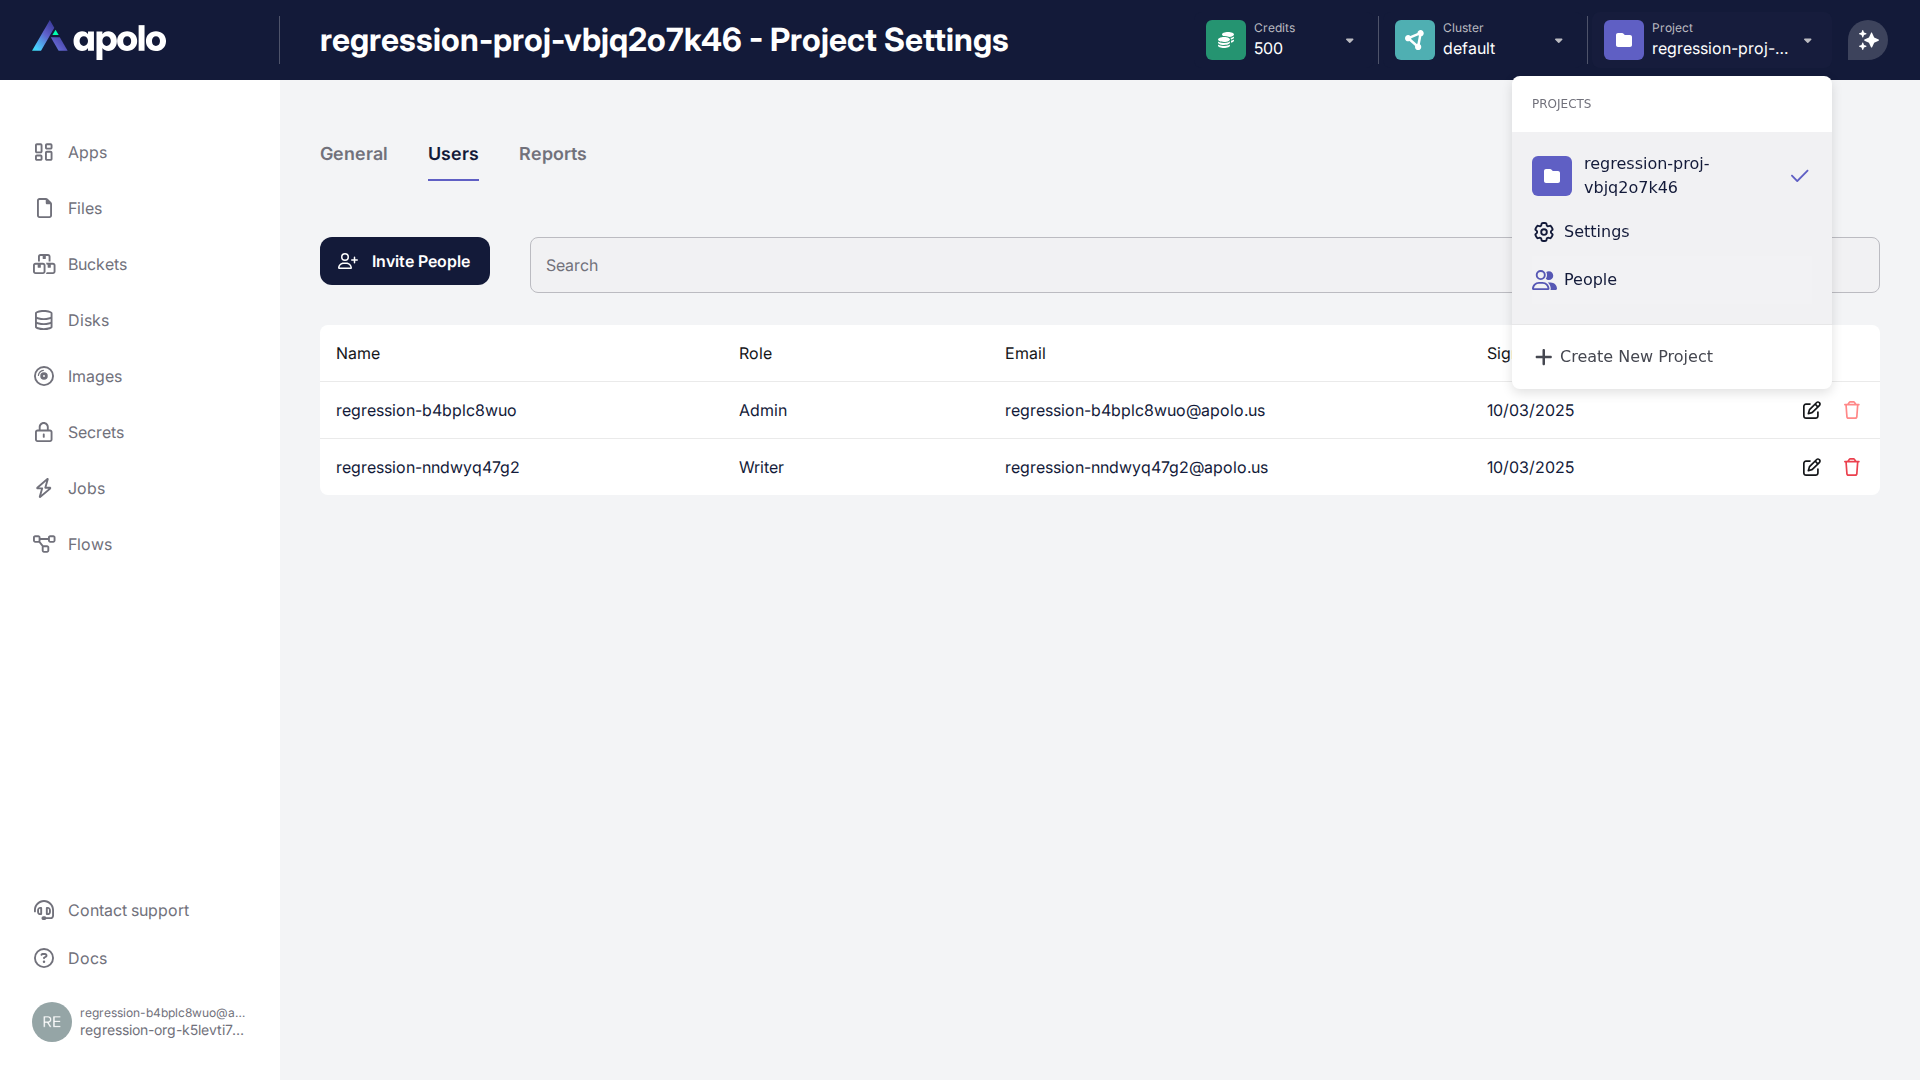 apolo
regression-proj-vbjq2o7k46 - Project Settings
Credits
500
Cluster
default
Project
regression-proj-...
PROJECTS
regression-proj-
vbjq2o7k46
Settings
People
Create New Project
Apps
Files
Buckets
Disks
Images
Secrets
Jobs
Flows
General
Users
Reports
Invite People
Search
Name Role Email Sig
regression-b4bplc8wuo Admin regression-b4bplc8wuo@apolo.us 10/03/2025
regression-nndwyq47g2 Writer regression-nndwyq47g2@apolo.us 10/03/2025
Contact support
Docs
RE
regression-b4bplc8wuo@a...
regression-org-k5levti7...